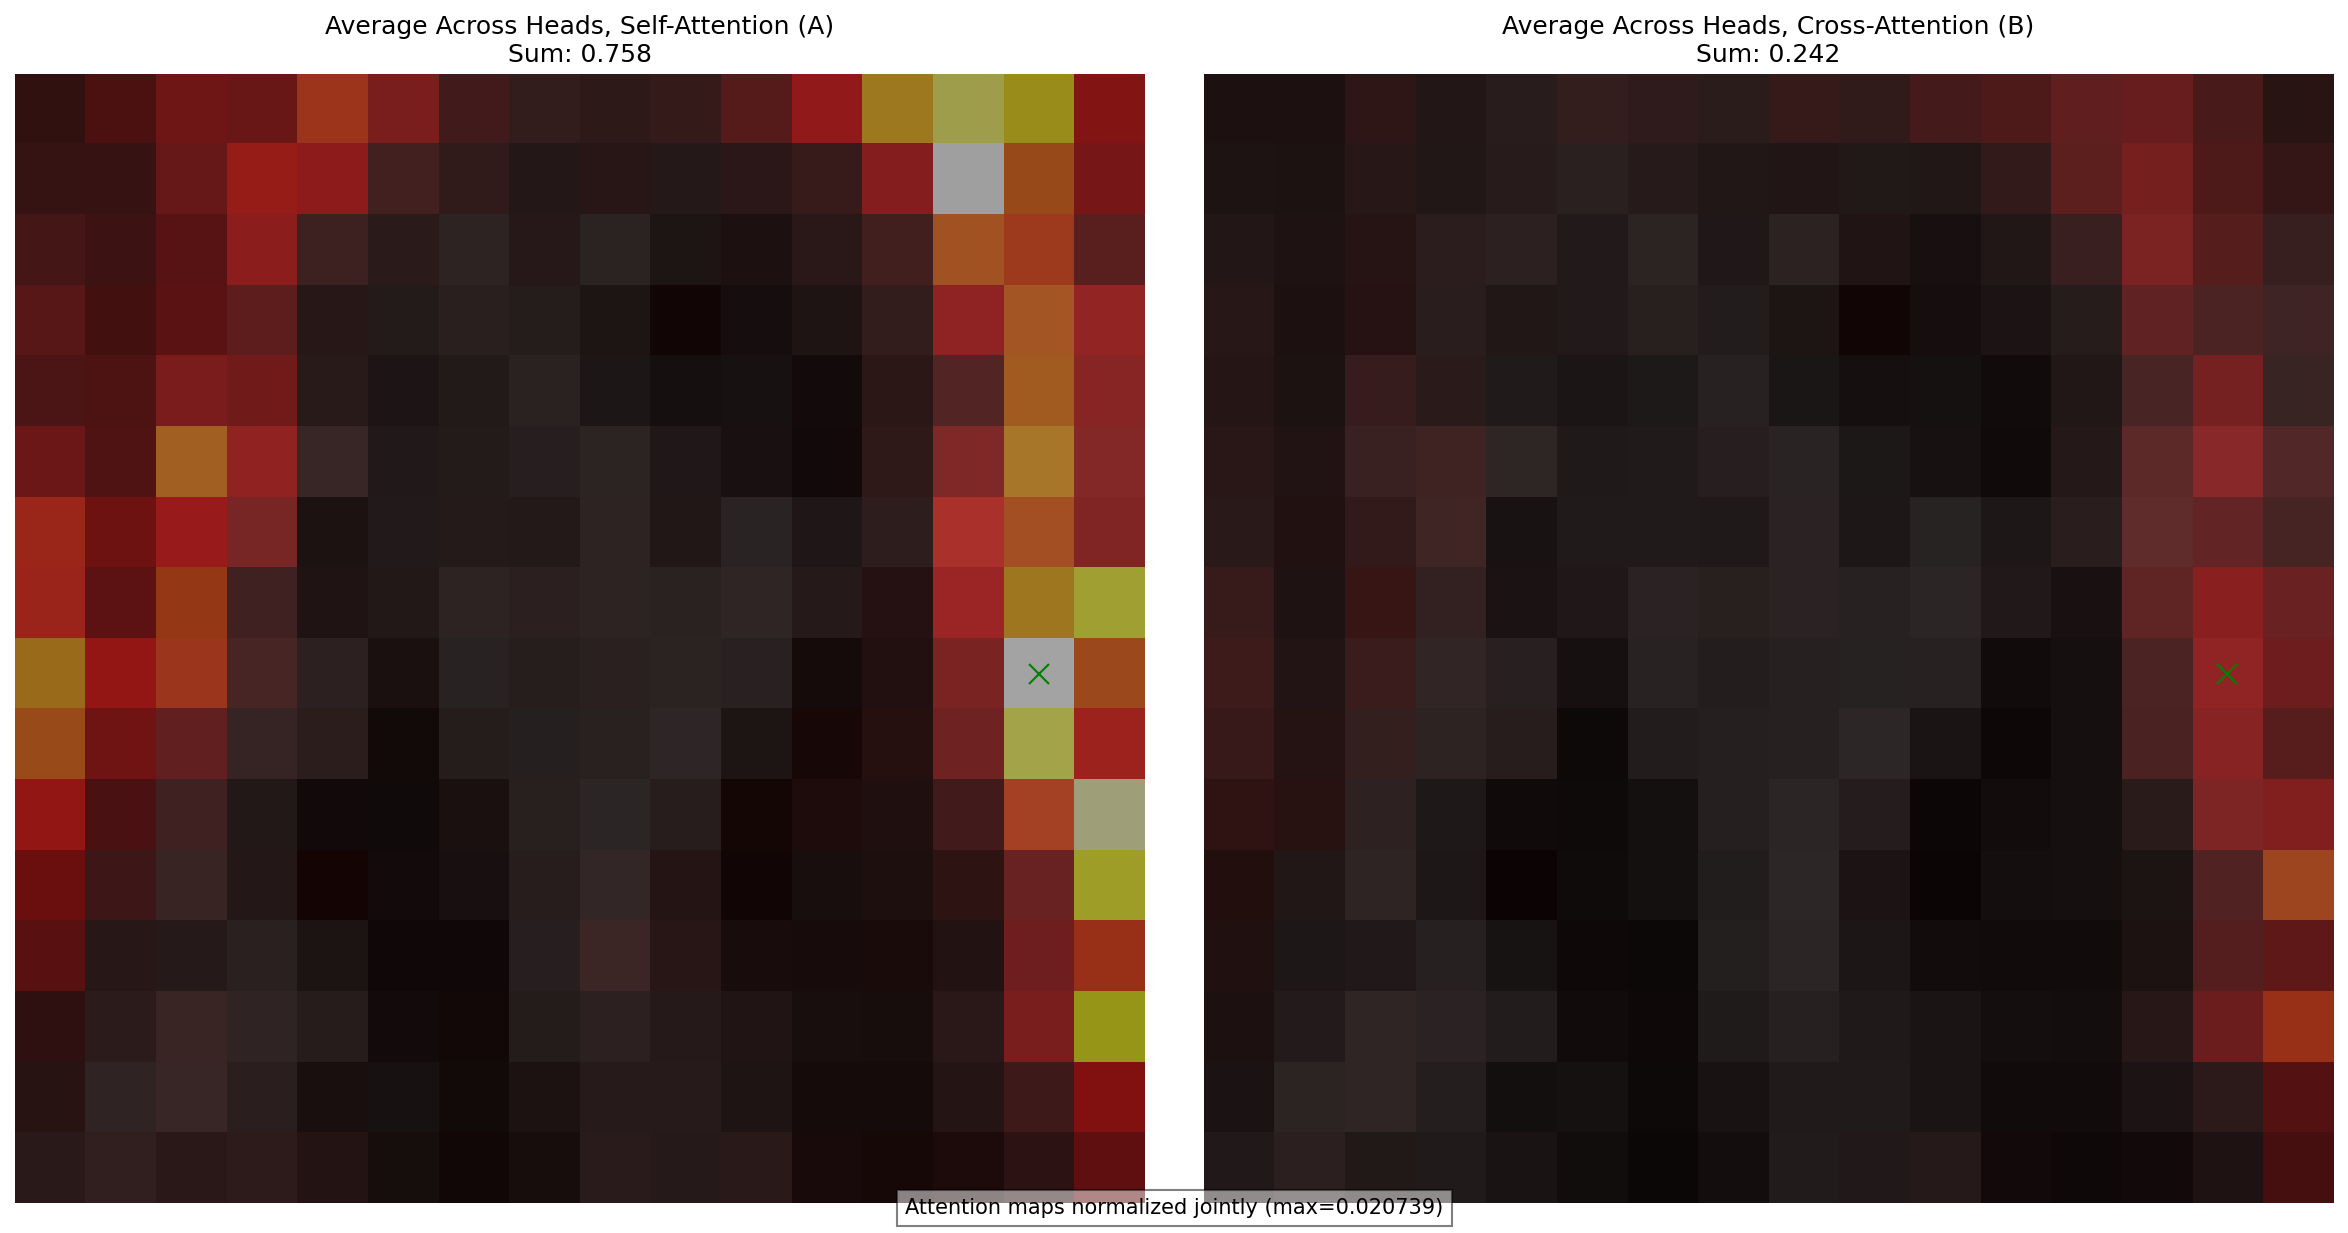 Average Across Heads, Self-Attention (A)
Sum: 0.758
Average Across Heads, Cross-Attention (B)
Sum: 0.242
Attention maps normalized jointly (max=0.020739)